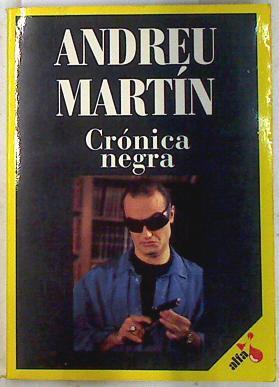 ANDREU
MARTÍN
Crónica
negra
alfa